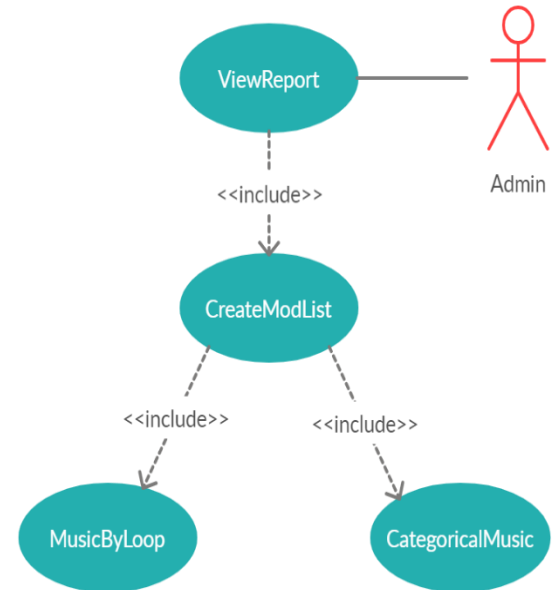 ViewReport
Admin
<<include>>
CreateModList
<<include>>
<<include>>
MusicByLoop
CategoricalMusic